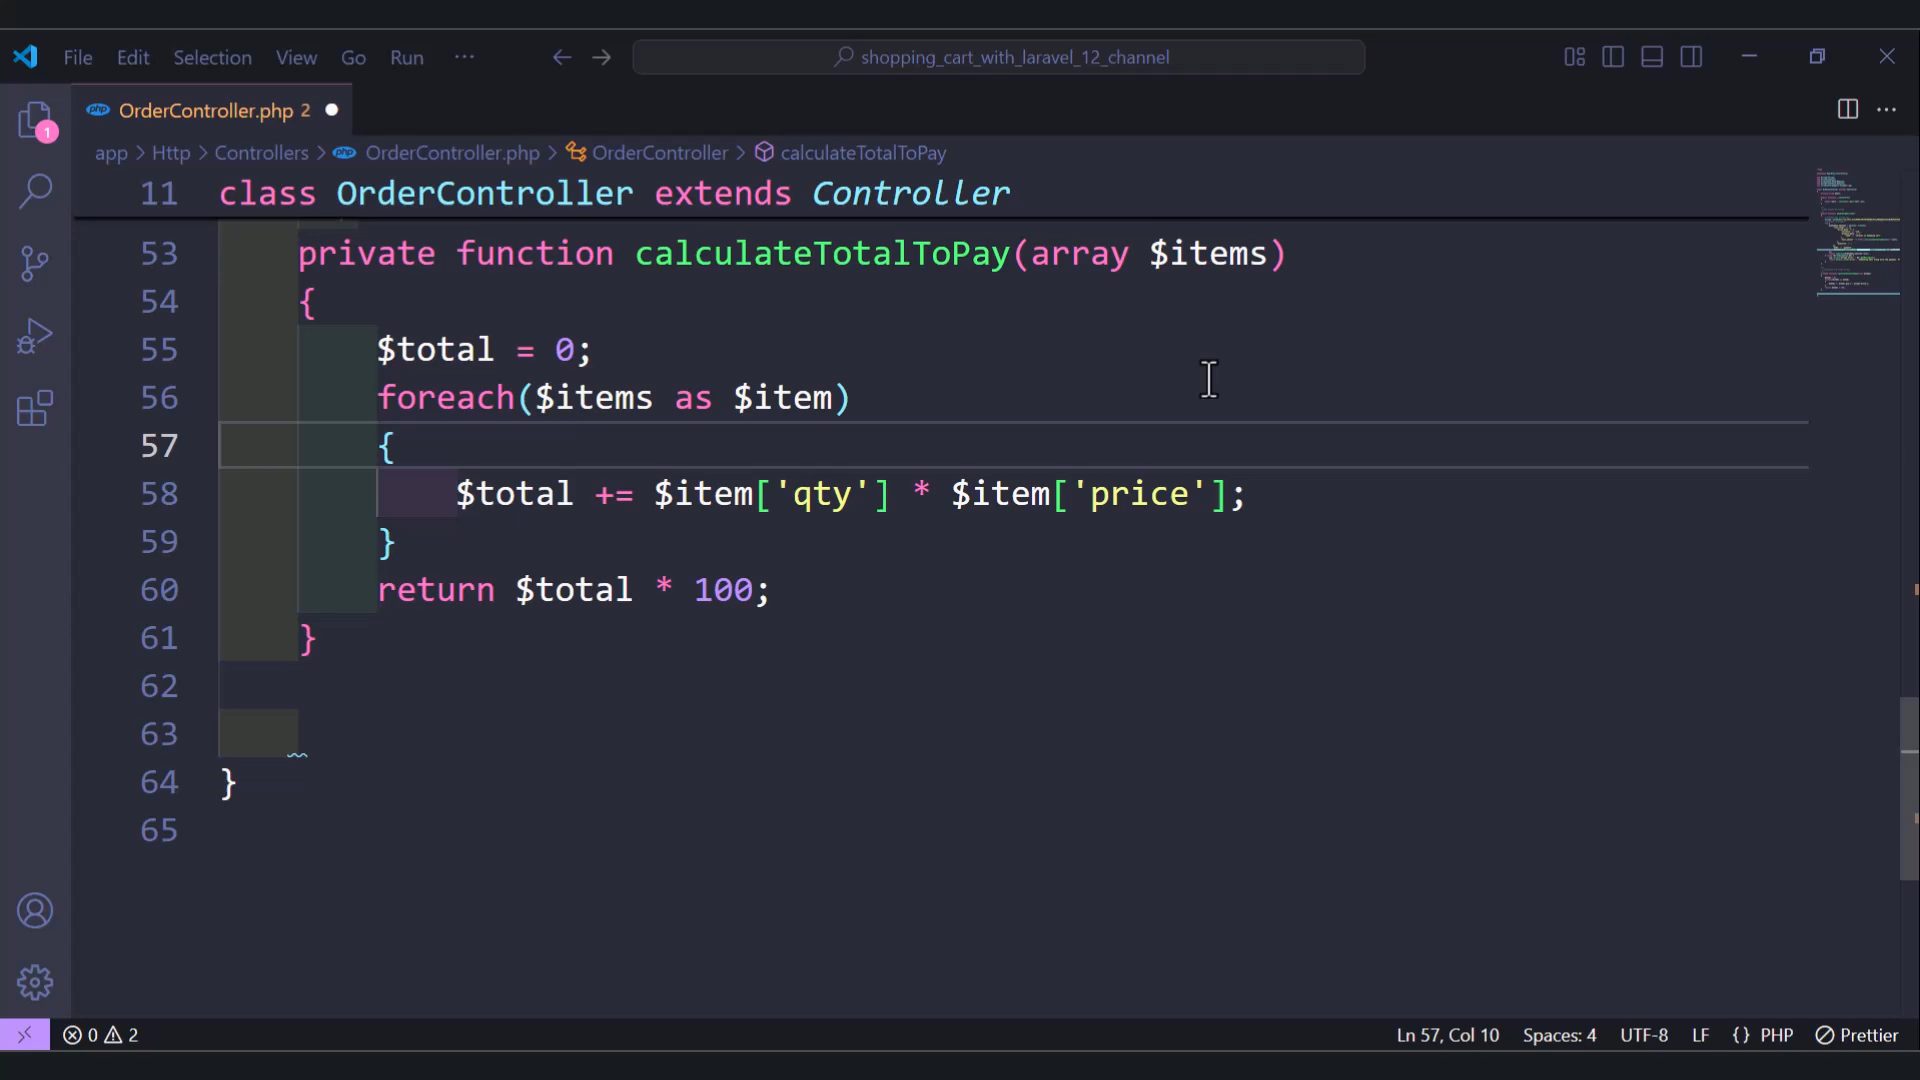 File Edit Selection View Go Run ··· shopping_cart_with_laravel_12_channel
OrderController.php 2
app > Http > Controllers > OrderController.php > OrderController > calculateTotalToPay
1
11 class OrderController extends Controller
53 private function calculateTotalToPay(array $items)
54 {
55 $total = 0;
56 foreach($items as $item)
57 {
58 $total += $item['qty'] * $item['price'];
59 }
60 return $total * 100;
61 }
62
63
64 }
65
0 2 Ln 57, Col 10 Spaces: 4 UTF-8 LF {} PHP Prettier